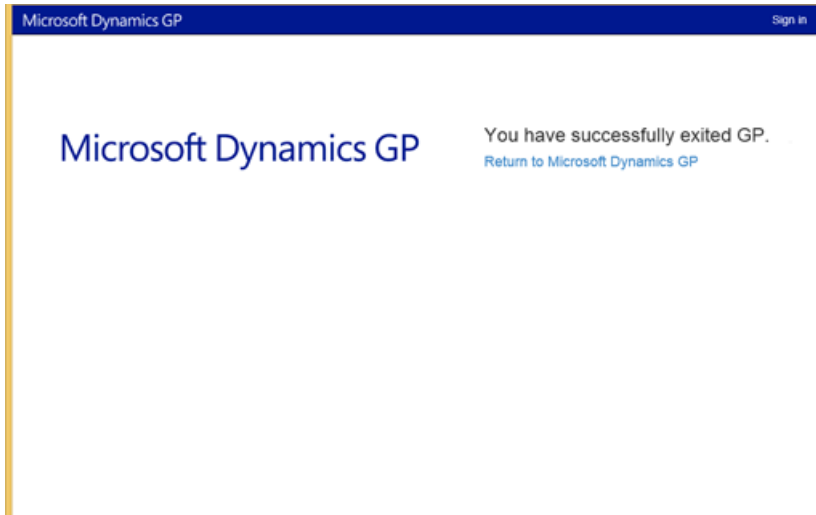 Microsoft Dynamics GP
Sign in
Microsoft Dynamics GP
You have successfully exited GP.
Return to Microsoft Dynamics GP